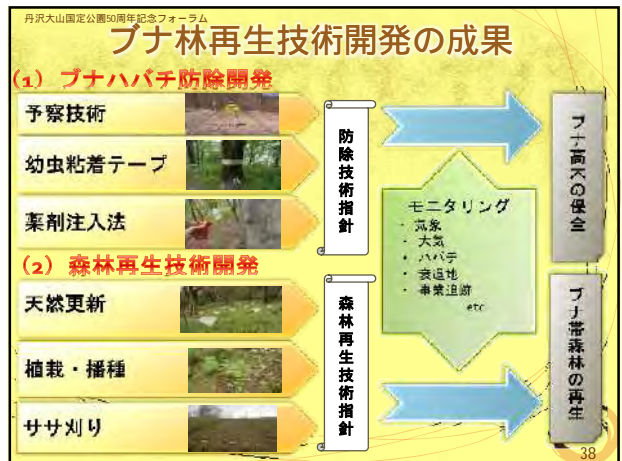 丹沢大山国定公園50周年記念フォーラム
ブナ林再生技術開発の成果
(1) ブナハバチ防除開発
予察技術
幼虫粘着テープ
薬剤注入法
防除技術指針
(2) 森林再生技術開発
天然更新
植栽・播種
ササ刈り
森林再生技術指針
モニタリング
・ 気象
・ 大気
・ ハバチ
・ 衰退地
・ 事業追跡
etc
ブナ高木の保全
ブナ帯森林の再生
38